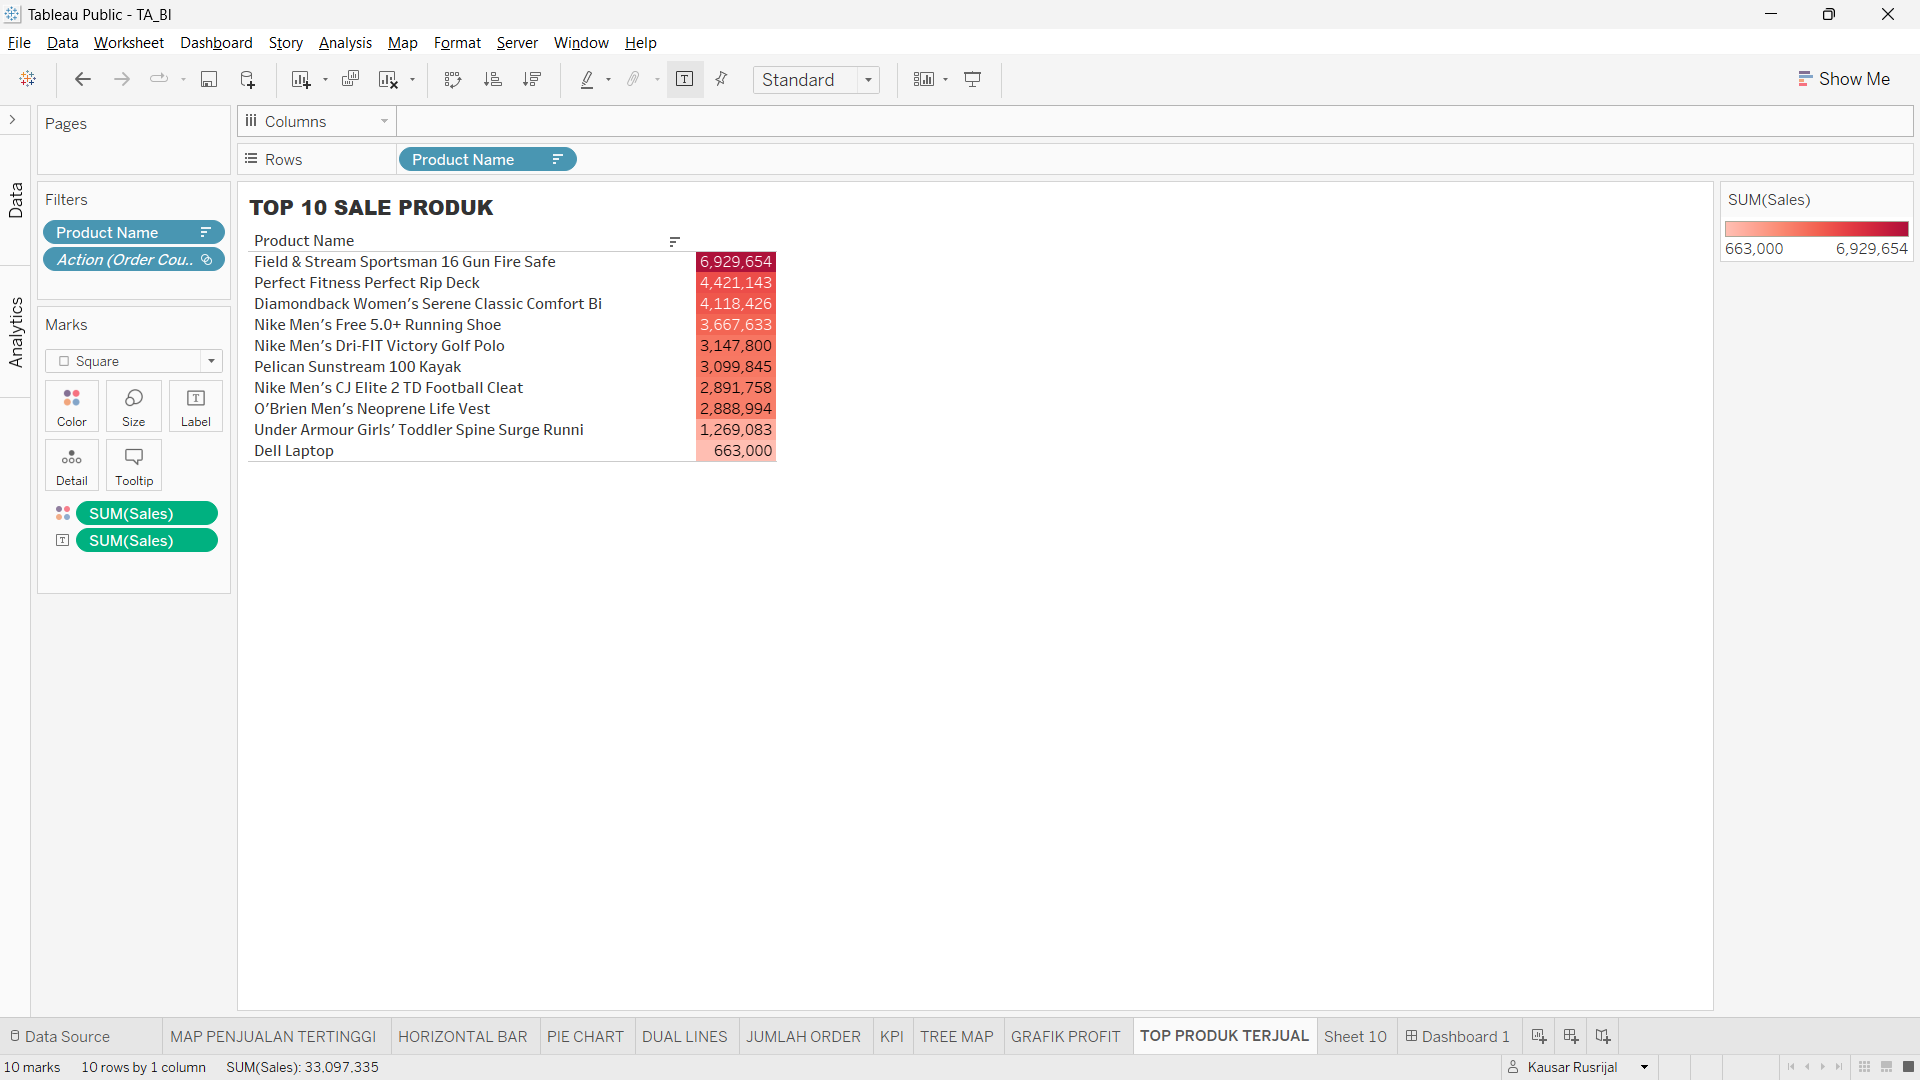 Tableau Public - TA_BI
File Data Worksheet Dashboard Story Analysis Map Format Server Window Help
Standard
Show Me
Pages
Columns
Rows
Product Name
Data
Analytics
Filters
Product Name
Action (Order Cou..
Marks
Square
Color Size Label
Detail Tooltip
SUM(Sales)
SUM(Sales)
TOP 10 SALE PRODUK
Product Name
Field & Stream Sportsman 16 Gun Fire Safe 6,929,654
Perfect Fitness Perfect Rip Deck 4,421,143
Diamondback Women's Serene Classic Comfort Bi 4,118,426
Nike Men's Free 5.0+ Running Shoe 3,667,633
Nike Men's Dri-FIT Victory Golf Polo 3,147,800
Pelican Sunstream 100 Kayak 3,099,845
Nike Men's CJ Elite 2 TD Football Cleat 2,891,758
O'Brien Men's Neoprene Life Vest 2,888,994
Under Armour Girls' Toddler Spine Surge Runni 1,269,083
Dell Laptop 663,000
SUM(Sales)
663,000 6,929,654
Data Source MAP PENJUALAN TERTINGGI HORIZONTAL BAR PIE CHART DUAL LINES JUMLAH ORDER KPI TREE MAP GRAFIK PROFIT TOP PRODUK TERJUAL Sheet 10 Dashboard 1
10 marks 10 rows by 1 column SUM(Sales): 33,097,335 Kausar Rusrijal